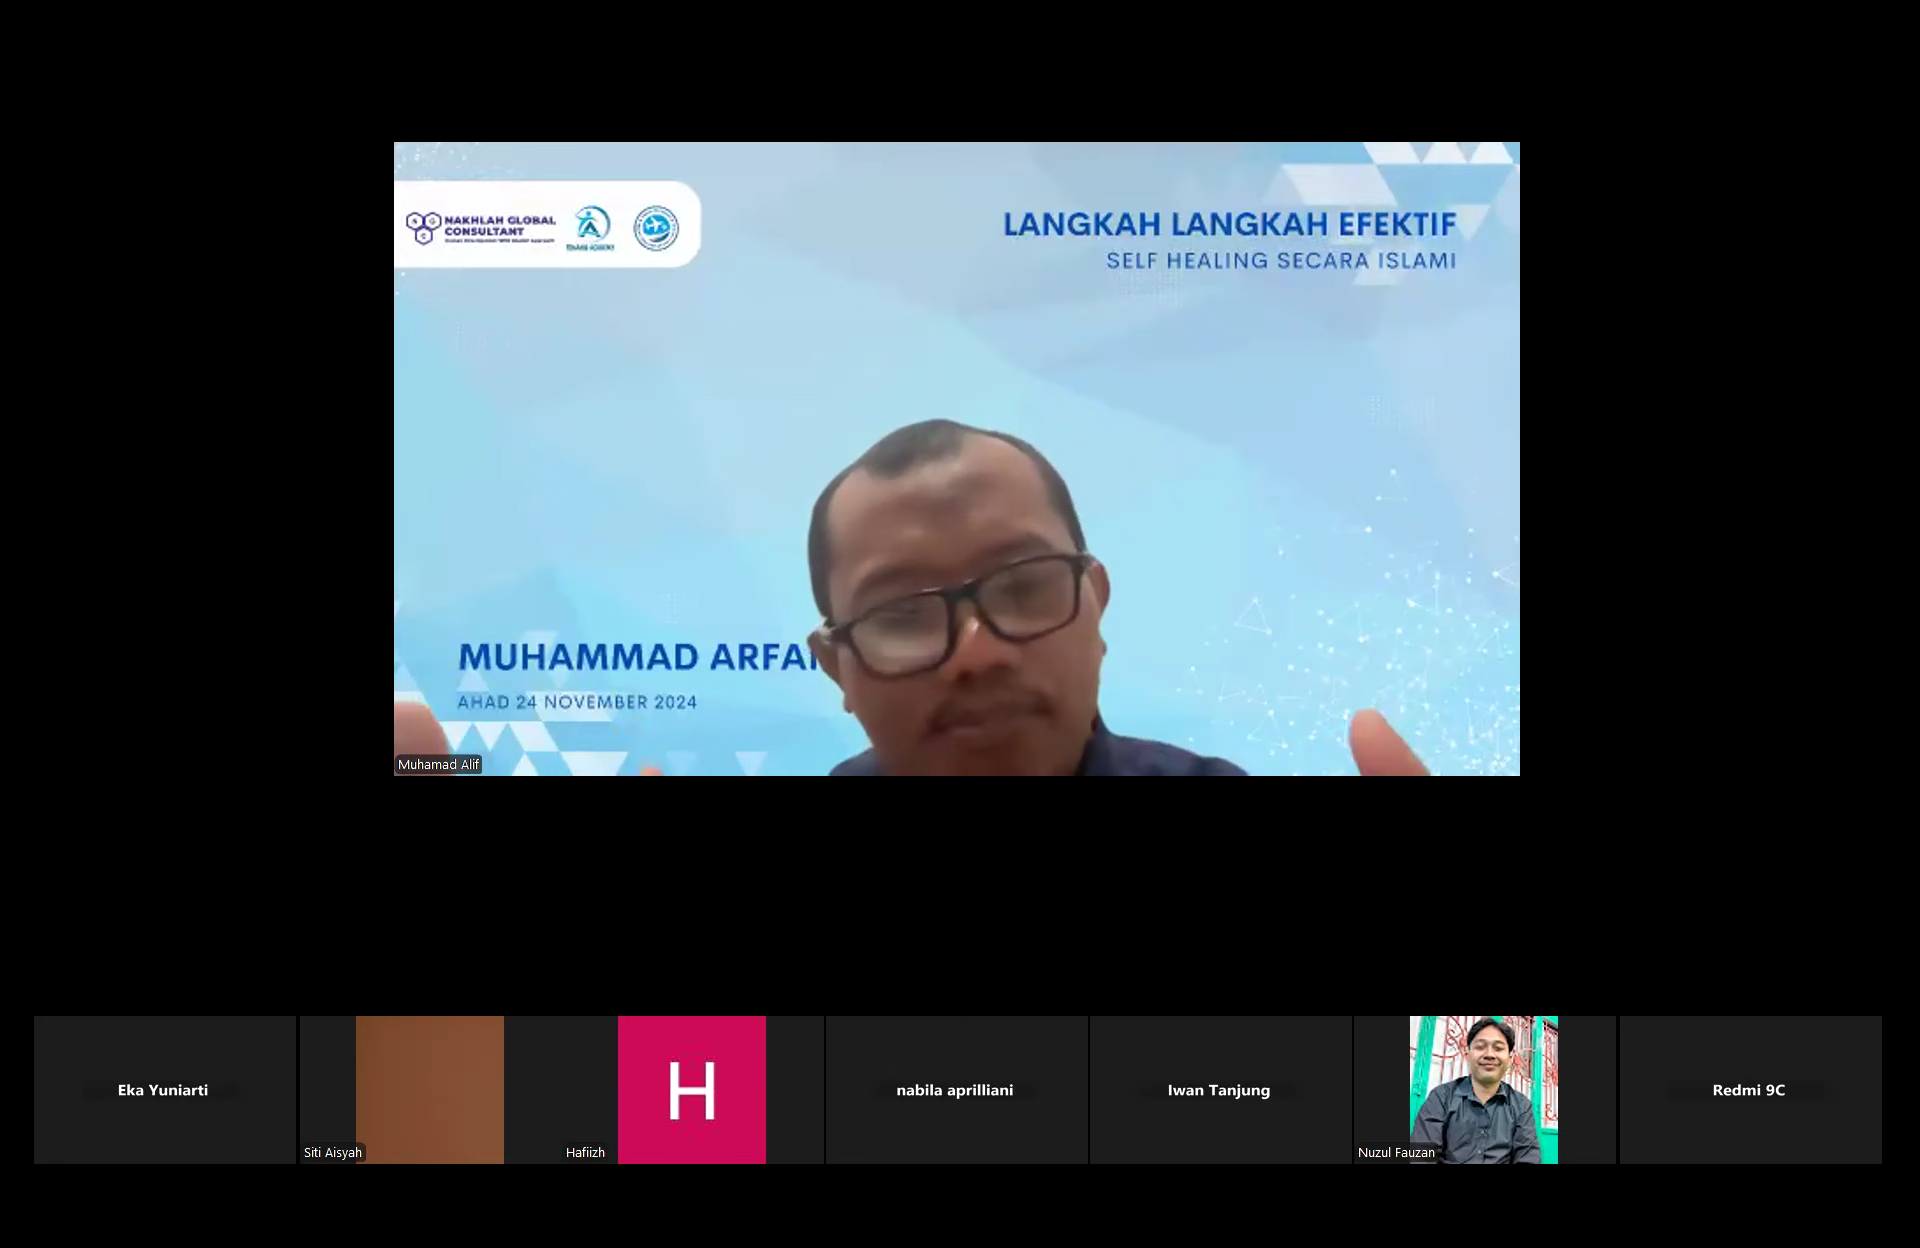 NAKHLAH GLOBAL
CONSULTANT
LANGKAH LANGKAH EFEKTIF
SELF HEALING SECARA ISLAMI
MUHAMMAD
AHAD 24 NOVEMBER 2024
Muhamad Alif
Eka Yuniarti
Siti Aisyah
Hafiizh
H
nabila aprilliani
Iwan Tanjung
Nuzul Fauzan
Redmi 9C